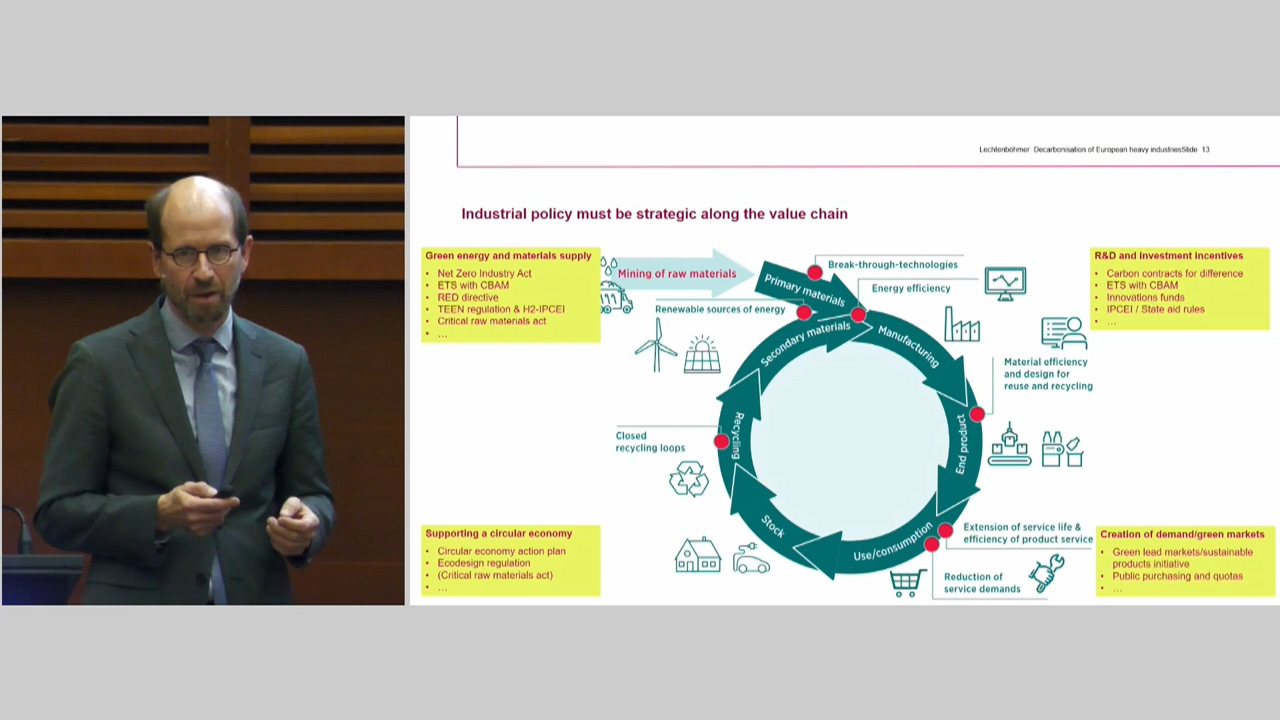 Lechtenböhmer: Decarbonisation of European heavy industriesSlide 13
Industrial policy must be strategic along the value chain
Green energy and materials supply
• Net Zero Industry Act
• ETS with CBAM
• RED directive
• TEEN regulation & H2-IPCEI
• Critical raw materials act
• ...
Mining of raw materials
Primary materials
Break-through-technologies
Energy efficiency
Renewable sources of energy
R&D and investment incentives
• Carbon contracts for difference
• ETS with CBAM
• Innovations funds
• IPCEI / State aid rules
• ...
Secondary materials
Manufacturing
Material efficiency
and design for
reuse and recycling
End product
Recycling
Closed
recycling loops
Stock
Use/consumption
Extension of service life &
efficiency of product service
Reduction of
service demands
Supporting a circular economy
• Circular economy action plan
• Ecodesign regulation
• (Critical raw materials act)
• ...
Creation of demand/green markets
• Green lead markets/sustainable
products initiative
• Public purchasing and quotas
• ...